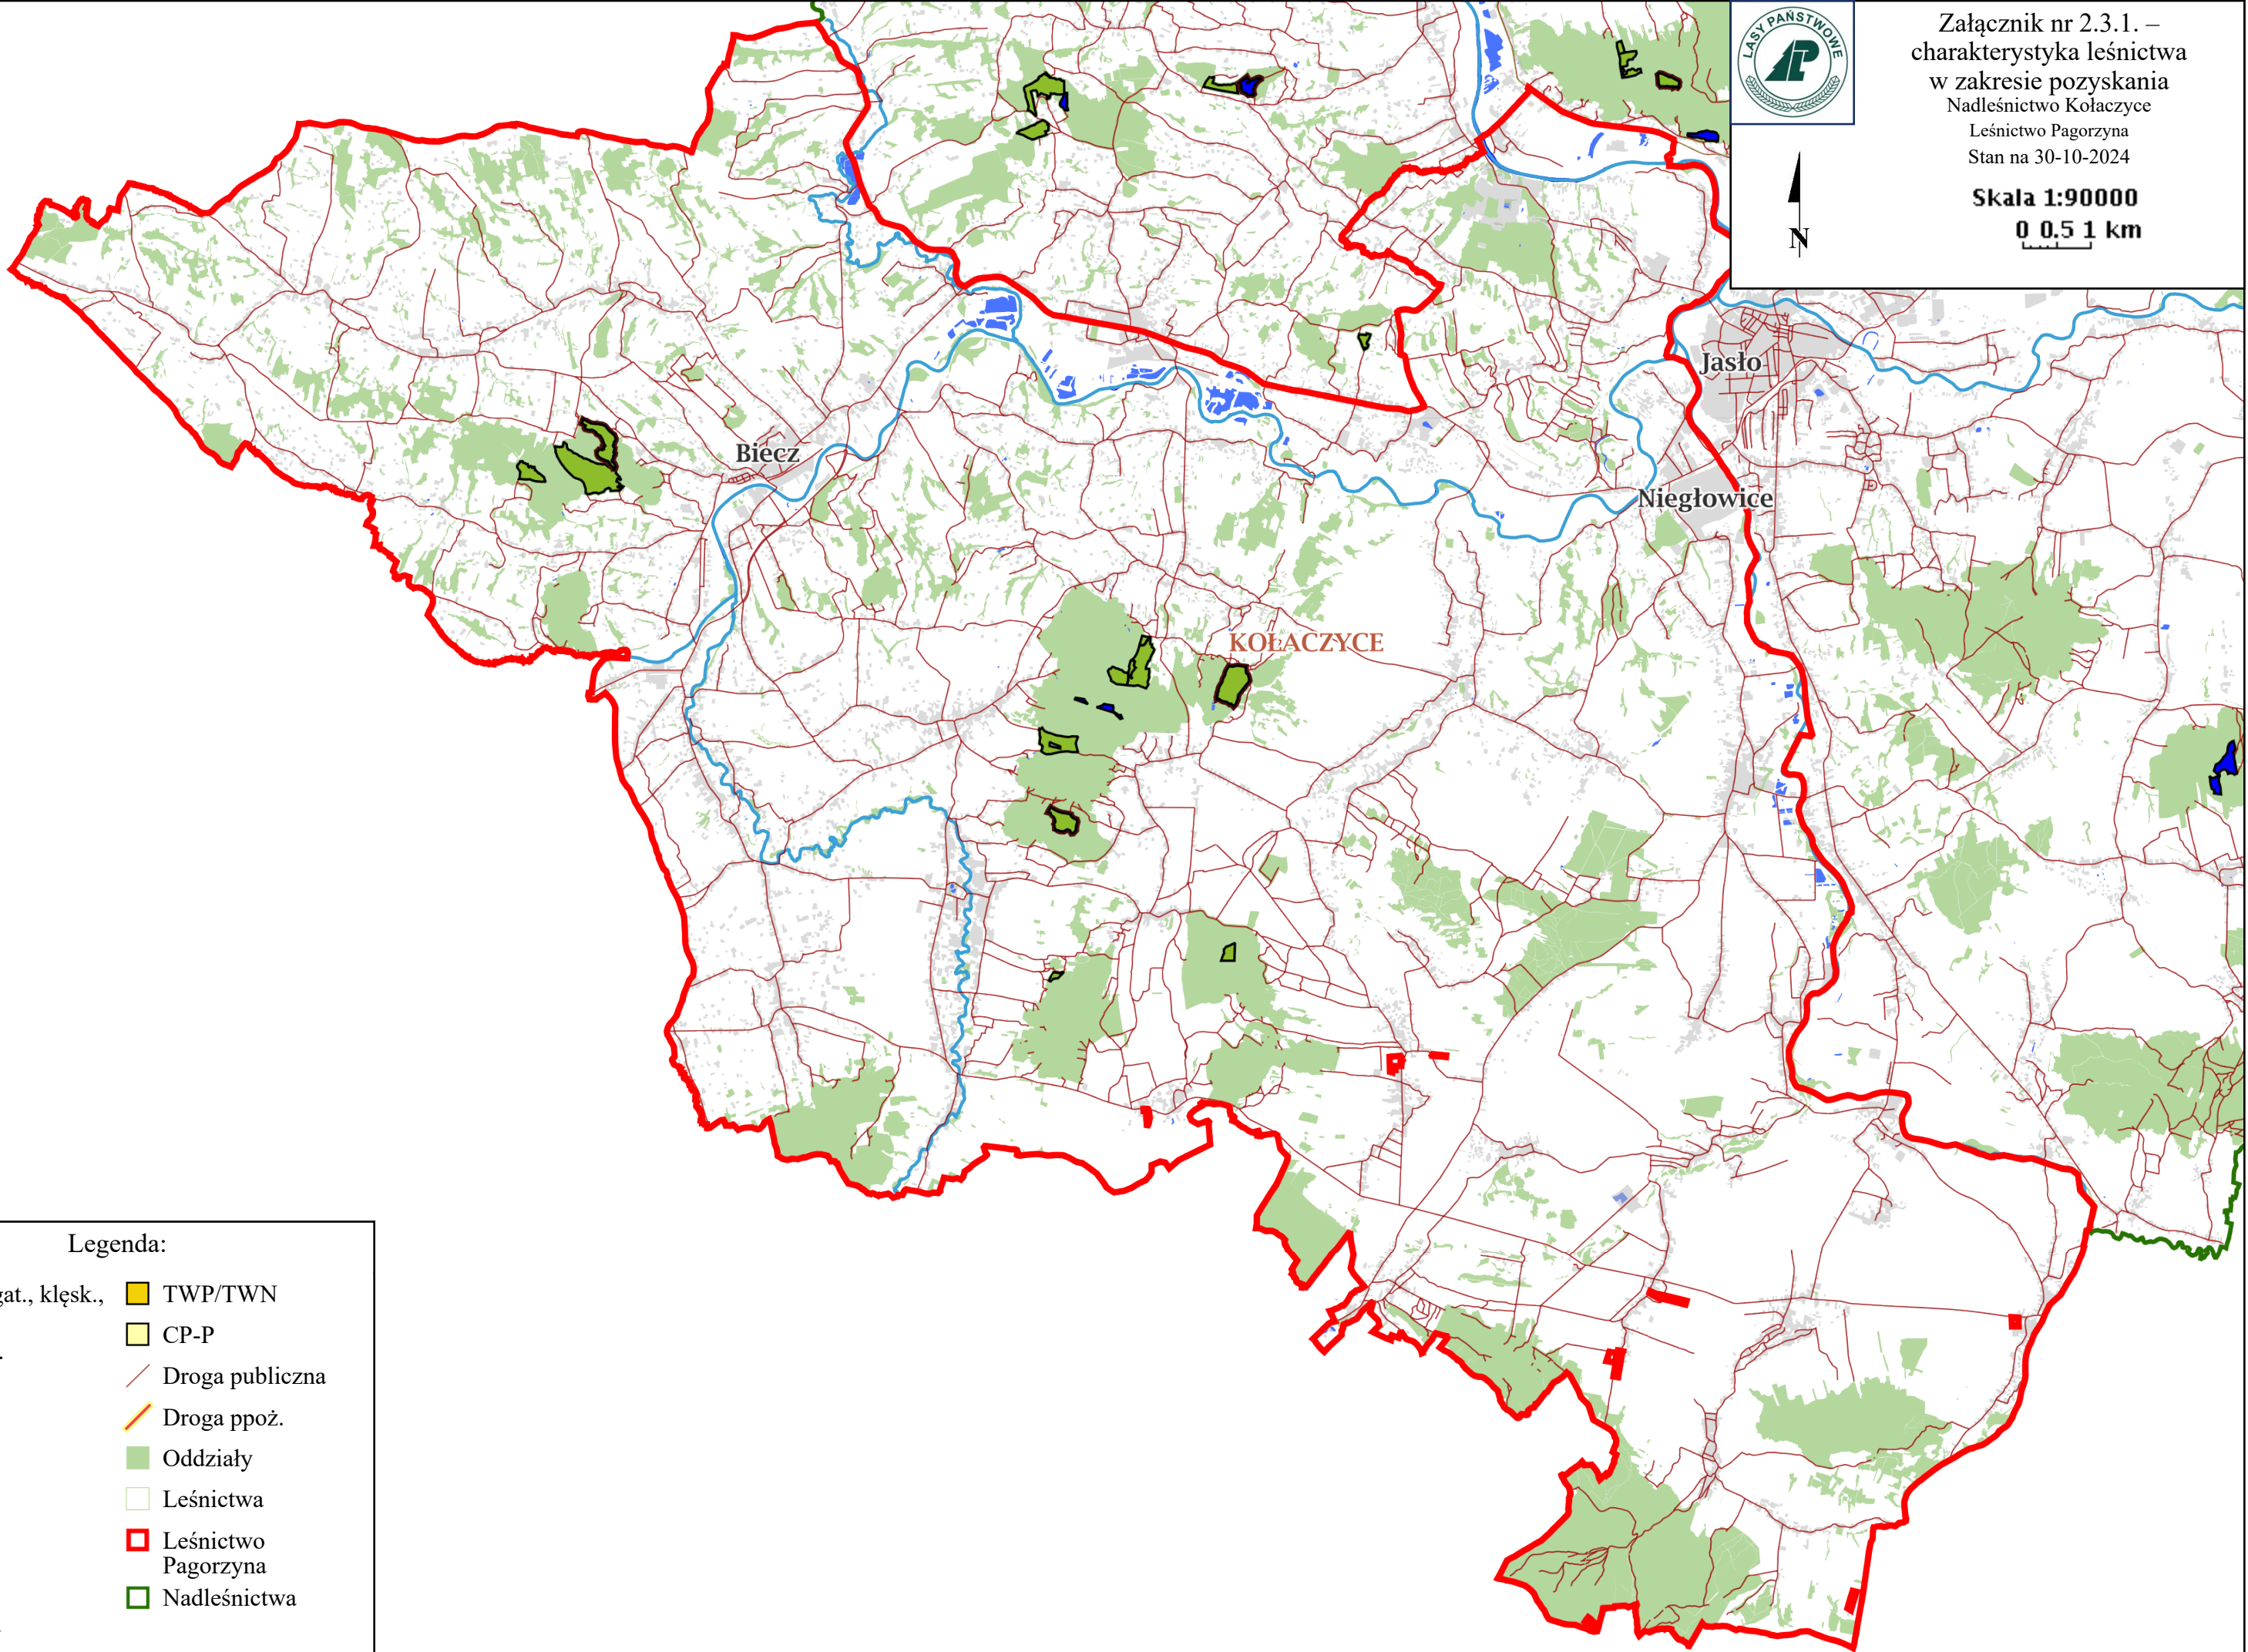 LASY PAŃSTWOWE
Załącznik nr 2.3.1. –
charakterystyka leśnictwa
w zakresie pozyskania
Nadleśnictwo Kołaczyce
Leśnictwo Pagorzyna
Stan na 30-10-2024
Skala 1:90000
0 0.5 1 km
N
Jasło
Biecz
Niegłowice
KOŁACZYCE
Legenda:
gat., klęsk.,
TWP/TWN
CP-P
Droga publiczna
Droga ppoż.
Oddziały
Leśnictwa
Leśnictwo
Pagorzyna
Nadleśnictwa